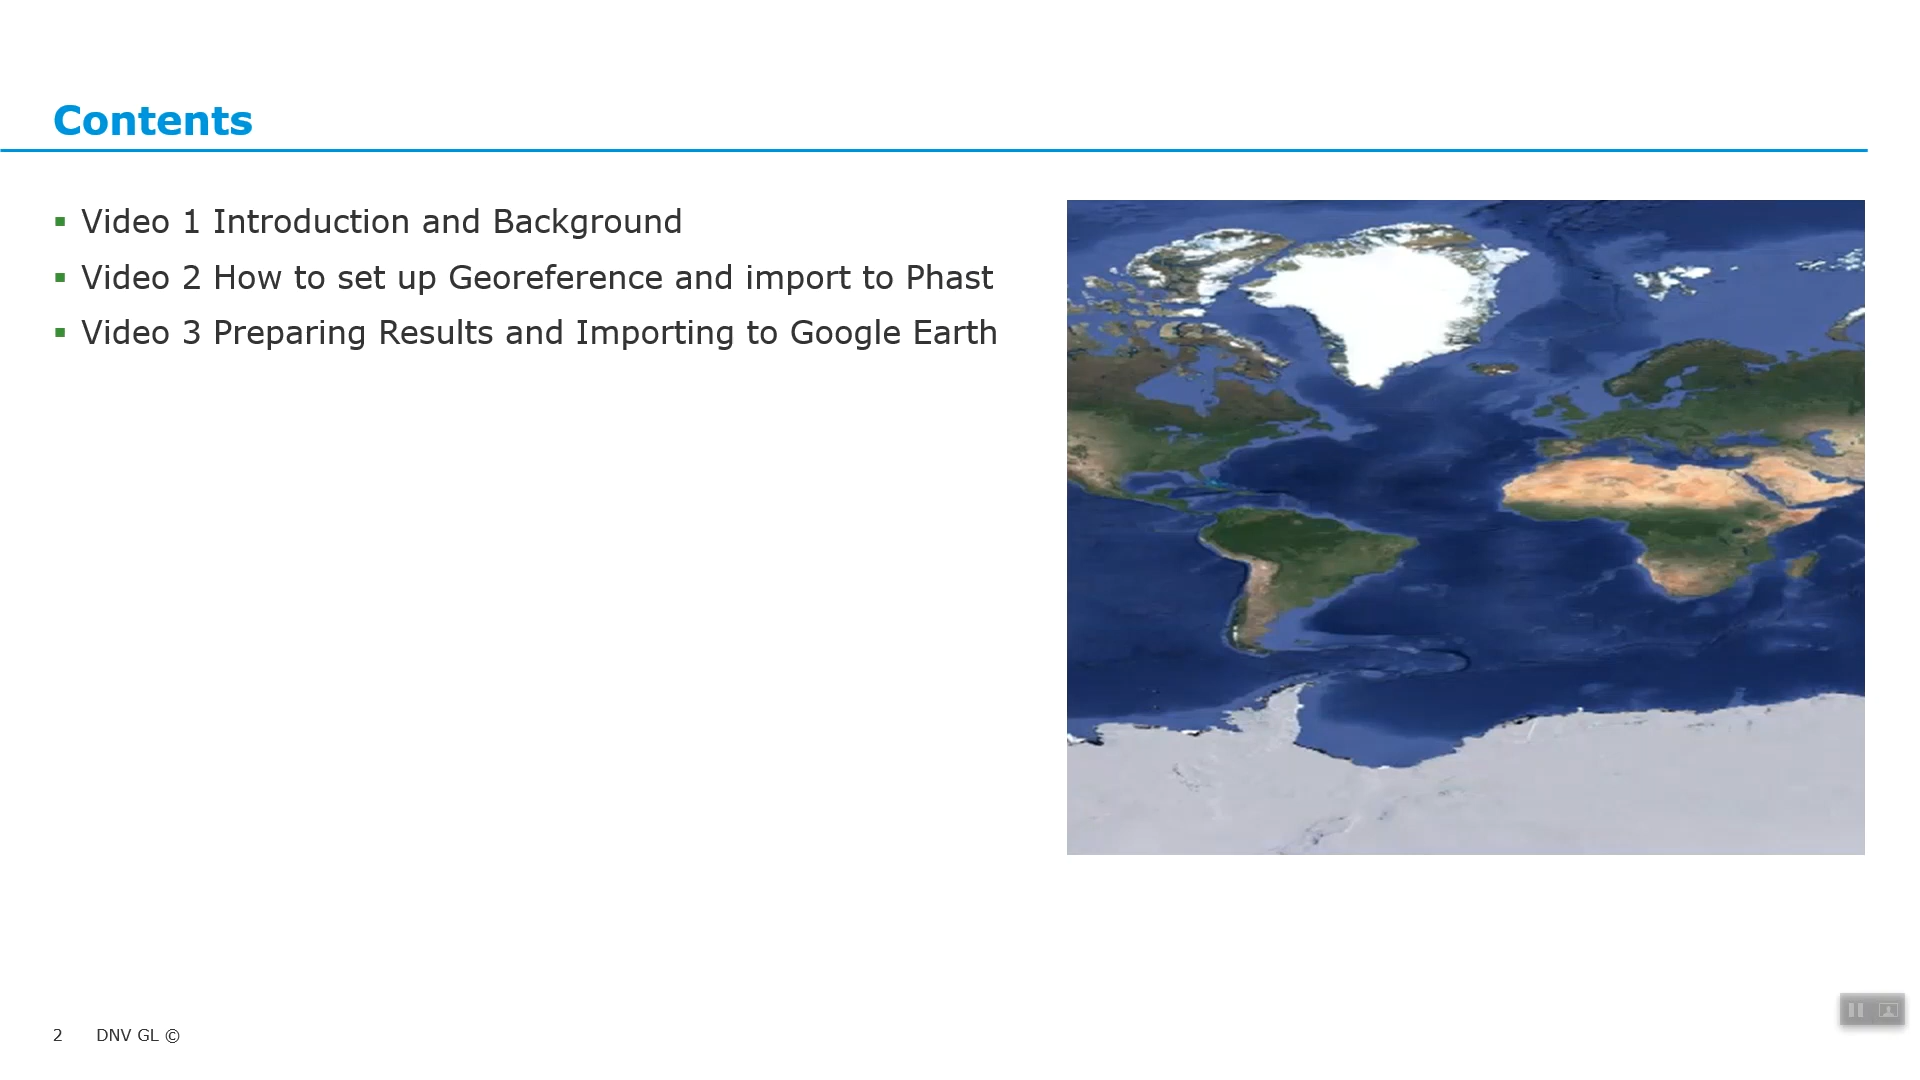 Contents
▪ Video 1 Introduction and Background
▪ Video 2 How to set up Georeference and import to Phast
▪ Video 3 Preparing Results and Importing to Google Earth
2 DNV GL ©